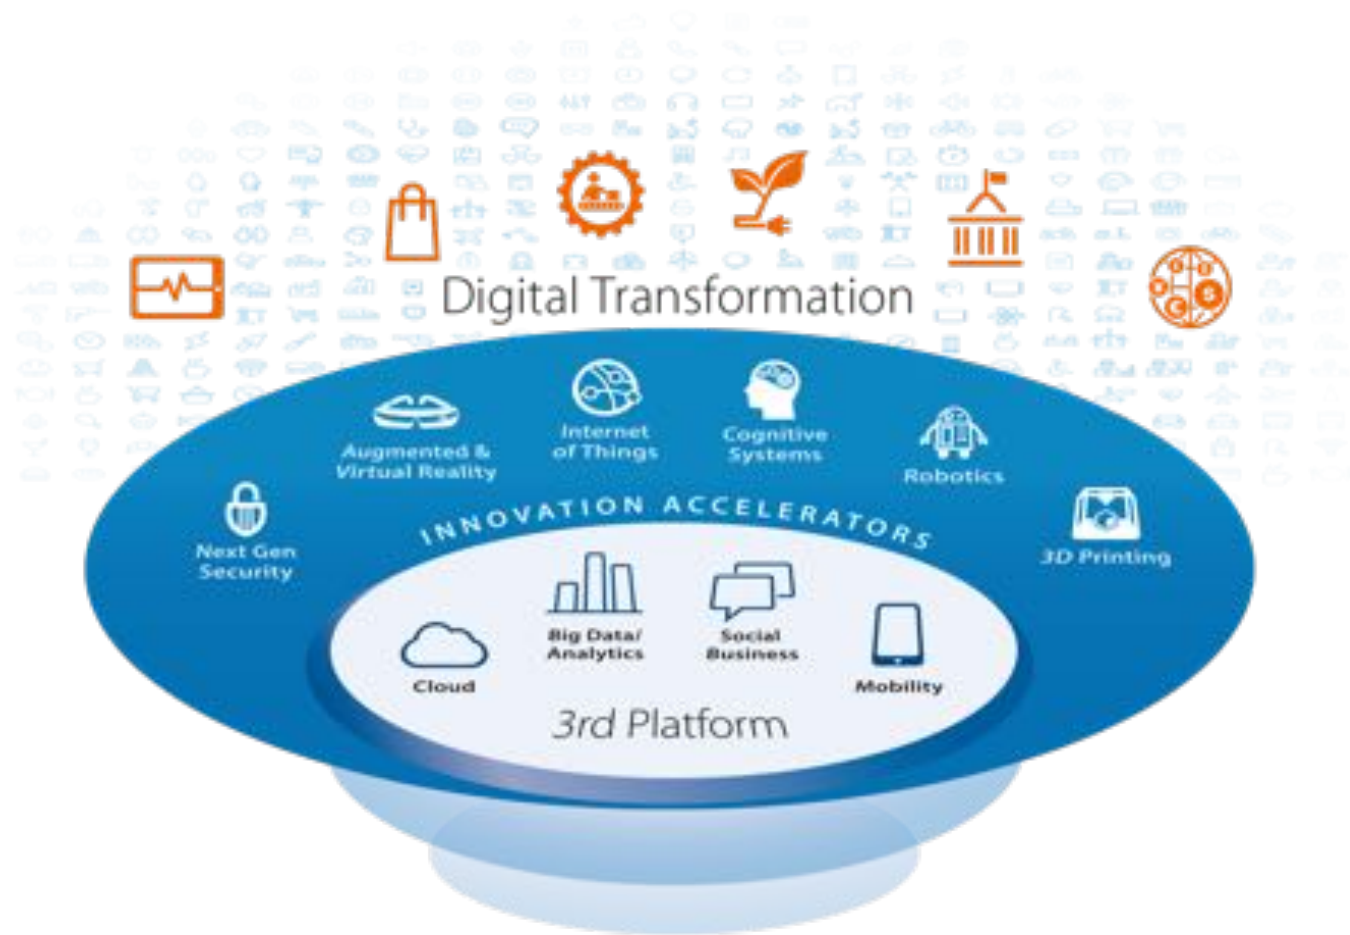 Digital Transformation
Augmented &
Virtual Reality
Internet
of Things
Cognitive
Systems
Robotics
Next Gen
Security
3D Printing
INNOVATION ACCELERATORS
Cloud
Big Data/
Analytics
Social
Business
Mobility
3rd Platform